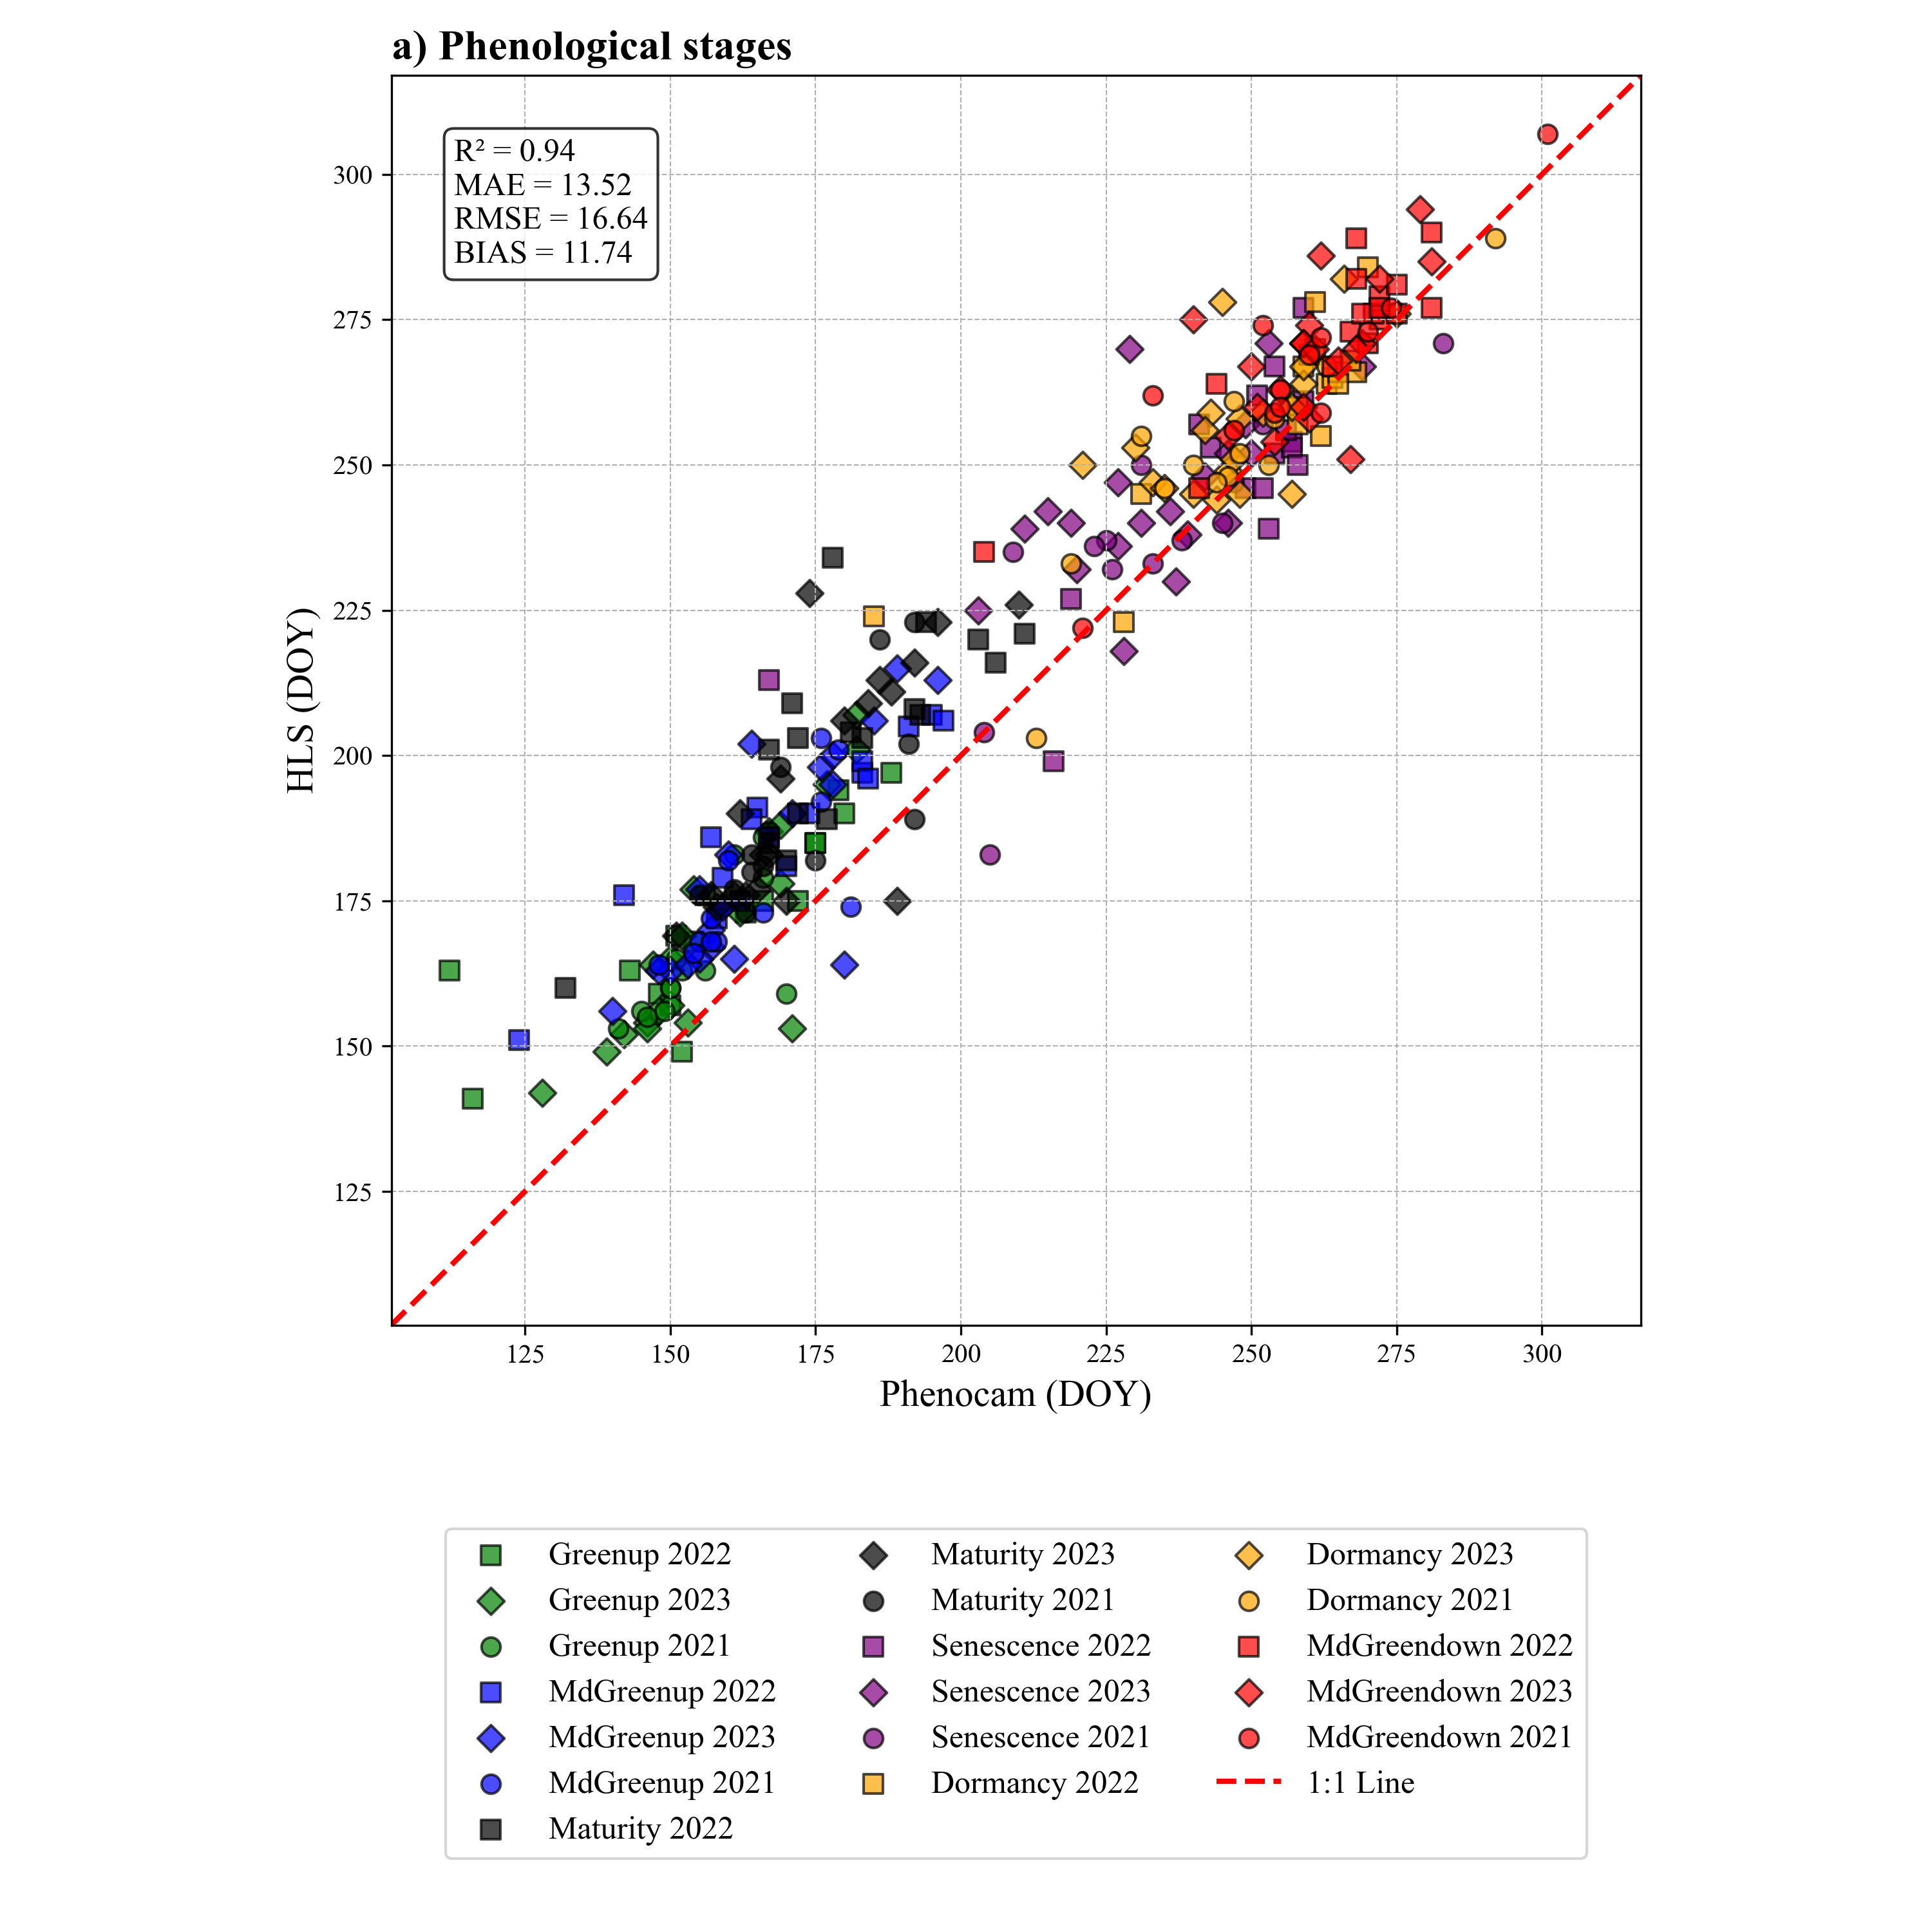 a) Phenological stages
R² = 0.94
MAE = 13.52
RMSE = 16.64
BIAS = 11.74
300
275
250
225
200
175
150
125
HLS (DOY)
125 150 175 200 225 250 275 300
Phenocam (DOY)
Greenup 2022
Greenup 2023
Greenup 2021
MdGreenup 2022
MdGreenup 2023
MdGreenup 2021
Maturity 2022
Maturity 2023
Maturity 2021
Senescence 2022
Senescence 2023
Senescence 2021
Dormancy 2022
Dormancy 2023
Dormancy 2021
MdGreendown 2022
MdGreendown 2023
MdGreendown 2021
1:1 Line